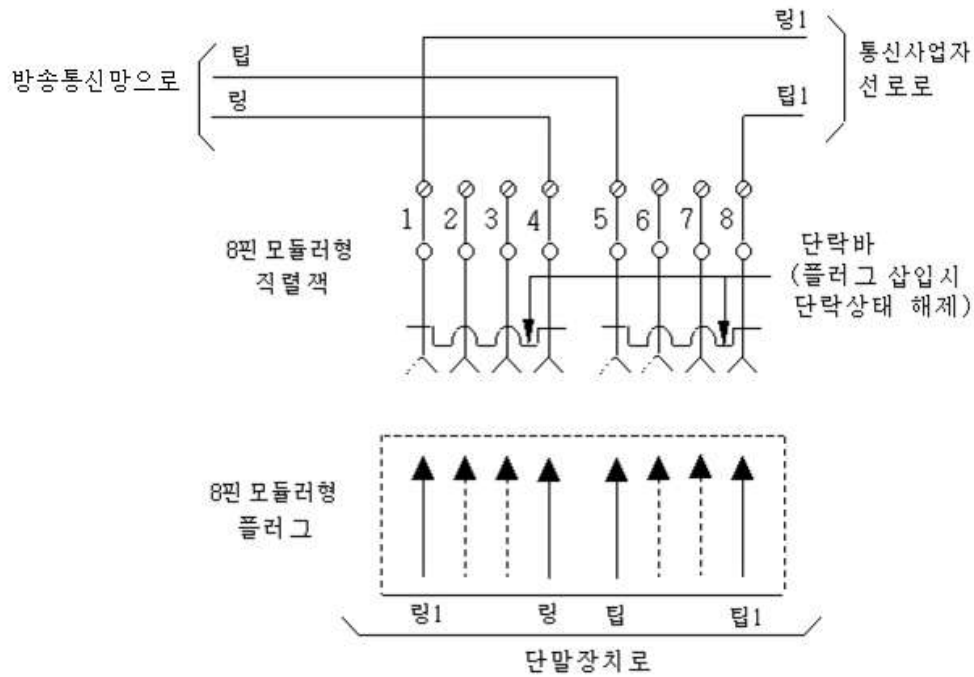 링1
팁
방송통신망으로
링
통신사업자
선로로
팁1
1 2 3 4 5 6 7 8
8핀 모듈러형
직렬잭
단락바
(플러그 삽입시
단락상태 해제)
8핀 모듈러형
플러그
링1 링 팁 팁1
단말장치로